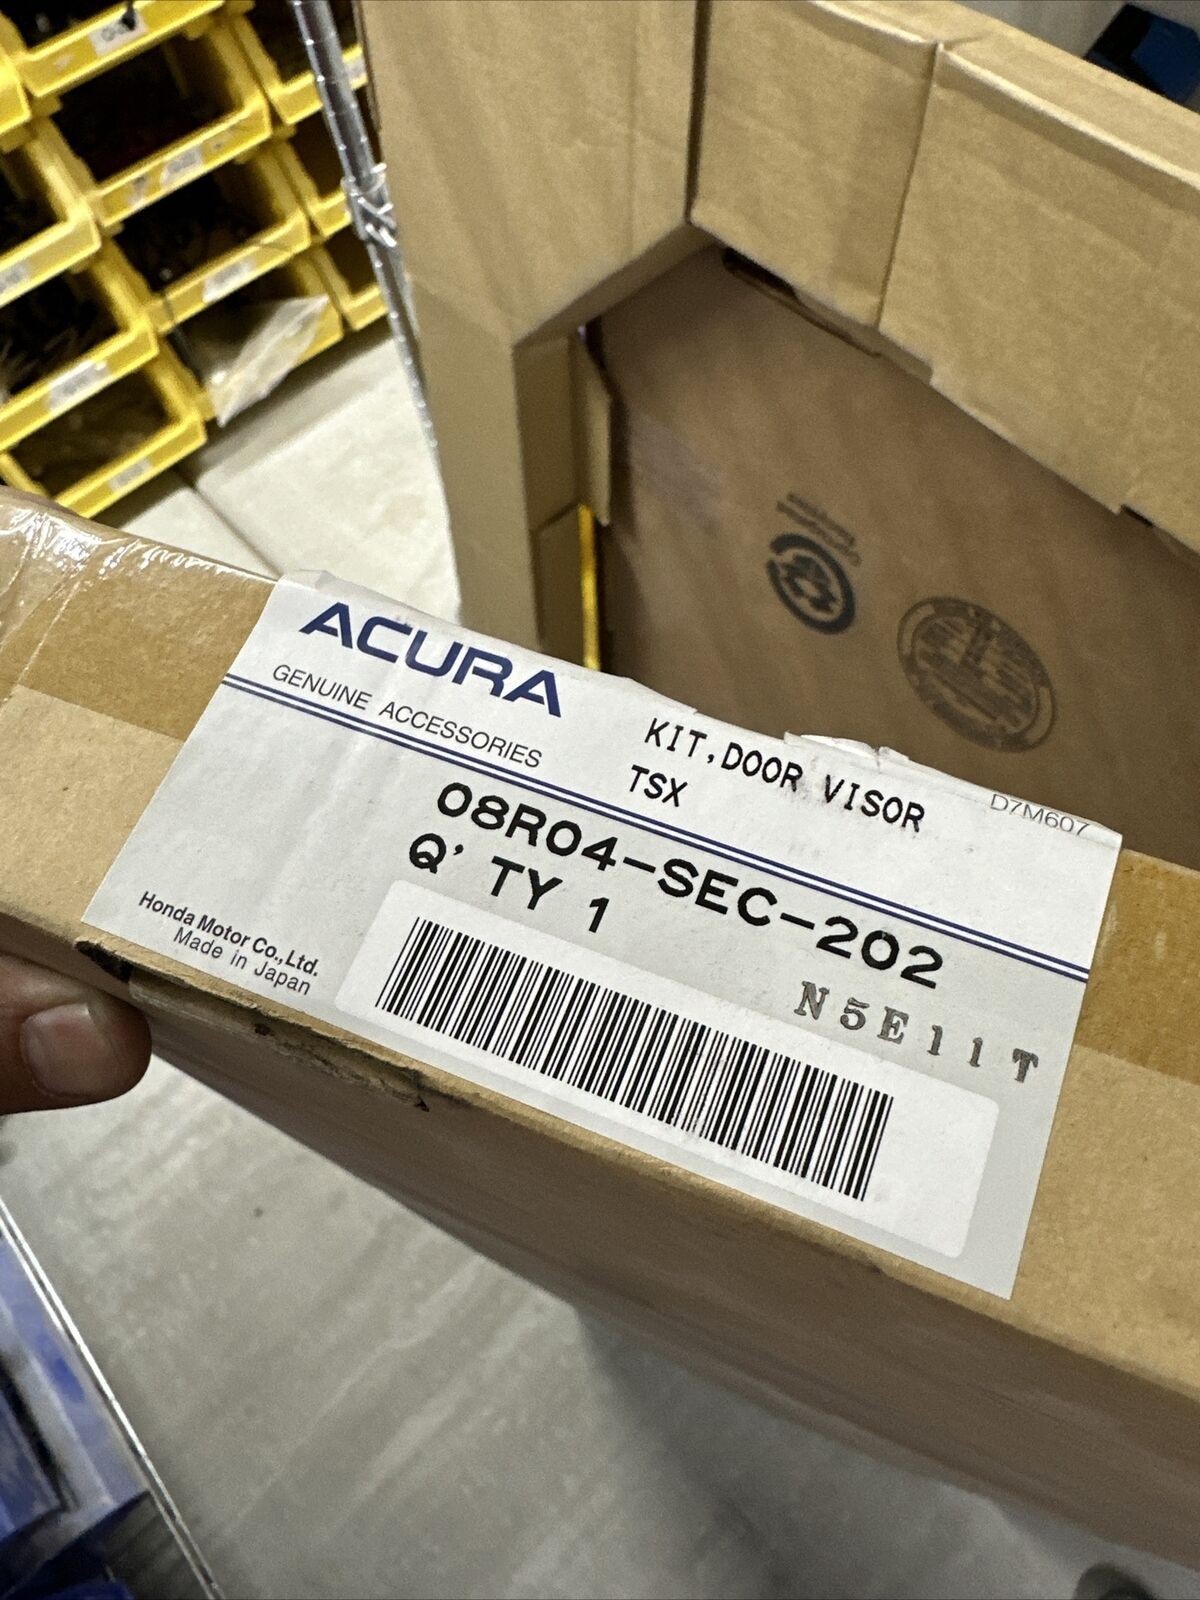 ACURA
GENUINE ACCESSORIES
KIT,DOOR VISOR
TSX
D7M607
08R04-SEC-202
Q'TY 1
Honda Motor Co.,Ltd.
Made in Japan
N5E11T